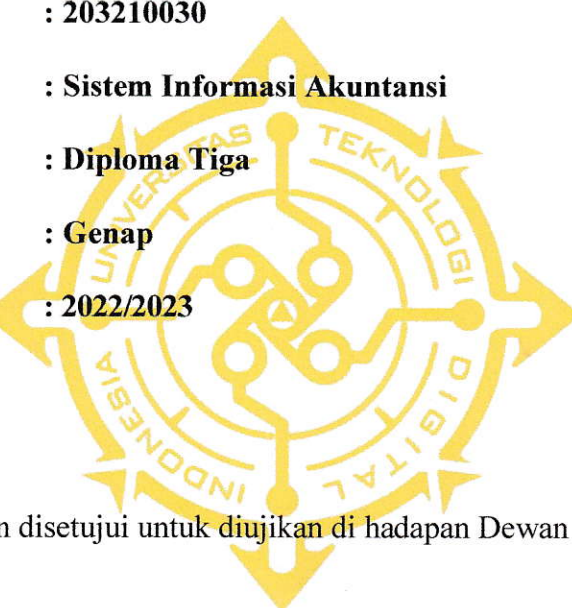 : 203210030
: Sistem Informasi Akuntansi
: Diploma Tiga
: Genap
: 2022/2023
UNIVERSITAS TEKNOLOGI DIGITAL INDONESIA
n disetujui untuk diujikan di hadapan Dewan